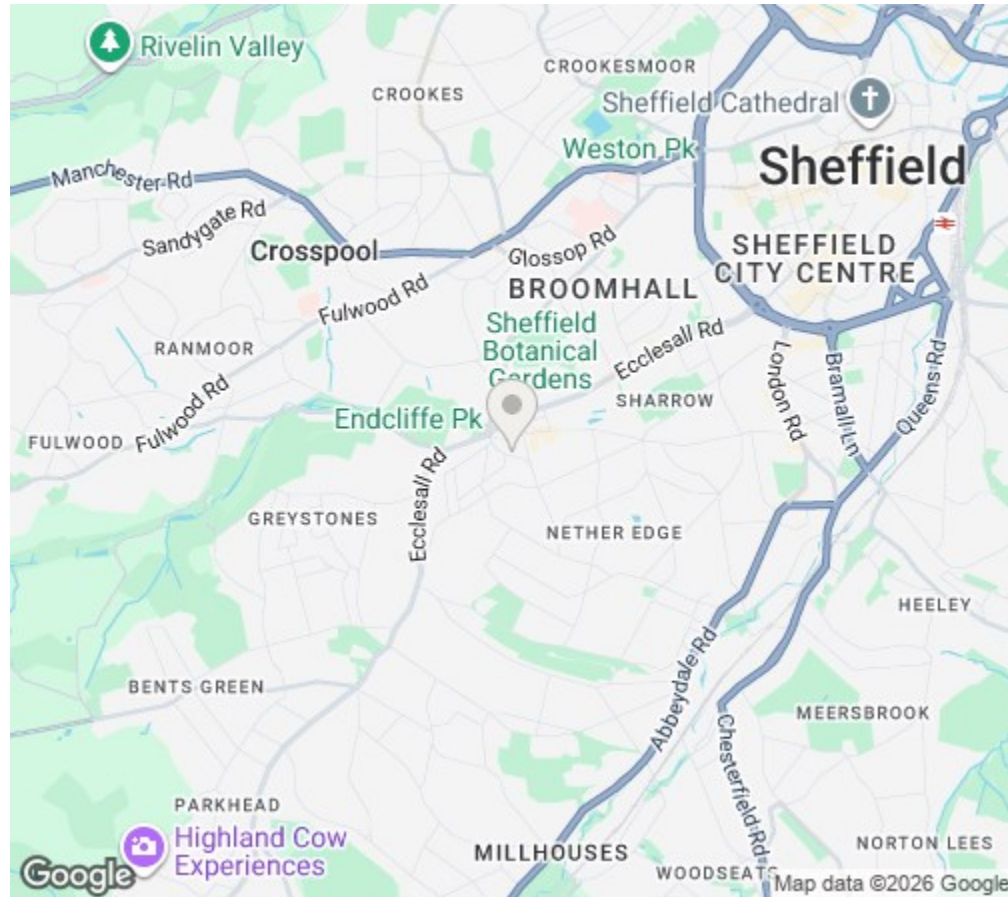 Rivelin Valley
CROOKESMOOR
CROOKES
Sheffield Cathedral
Weston Pk
Sheffield
Manchester Rd
Sandygate Rd
Crosspool
Glossop Rd
SHEFFIELD
CITY CENTRE
BROOMHALL
Fulwood Rd
Sheffield
Botanical
Gardens
Ecclesall Rd
RANMOOR
London Rd
Bramall Ln
Queens Rd
Fulwood Rd
SHARROW
Endcliffe Pk
FULWOOD
Ecclesall Rd
GREYSTONES
NETHER EDGE
HEELEY
Abbeydale Rd
BENTS GREEN
MEERSBROOK
Chesterfield Rd
PARKHEAD
Highland Cow
Experiences
MILLHOUSES
NORTON LEES
WOODSEATS
Google
Map data ©2026 Google